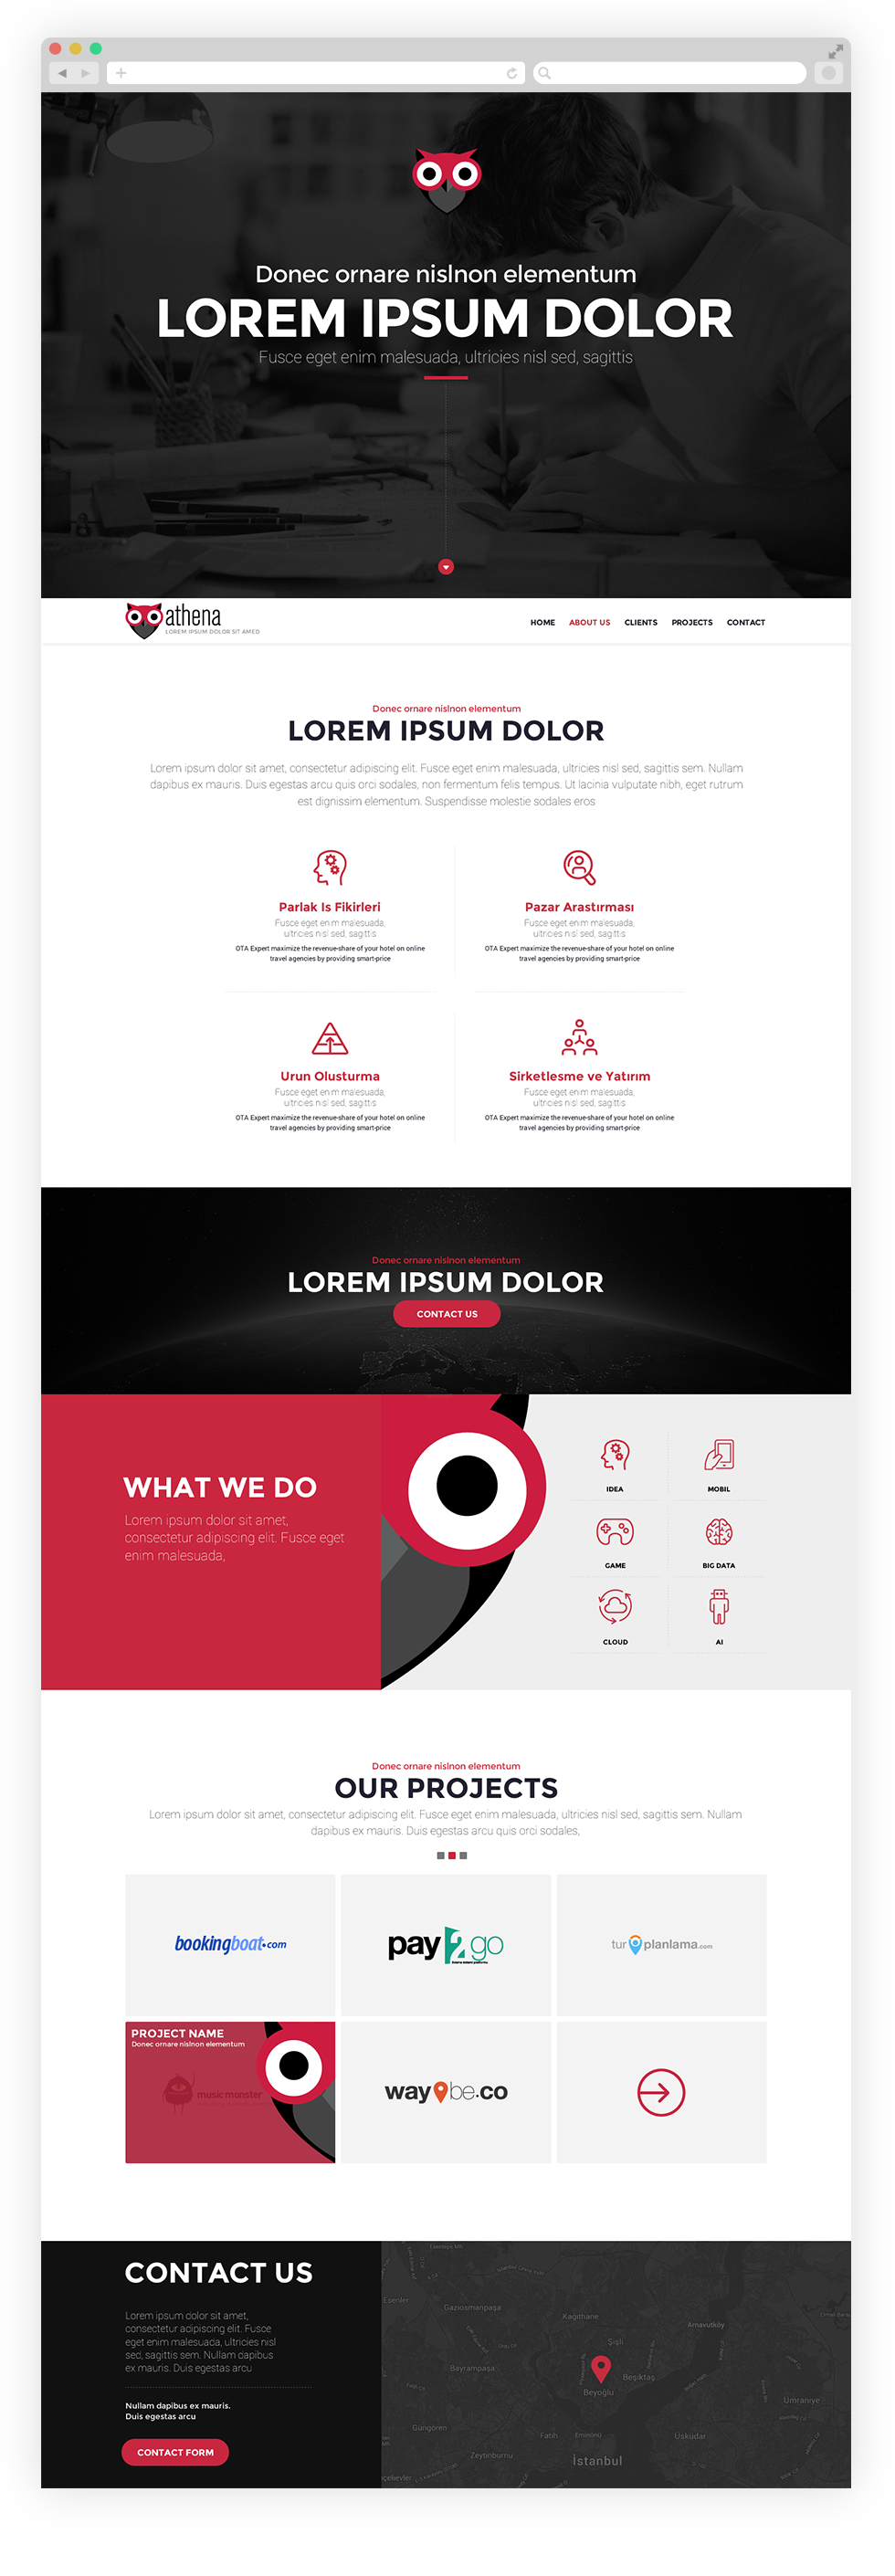 Donec ornare nislnon elementum
LOREM IPSUM DOLOR
Fusce eget enim malesuada, ultricies nisl sed, sagittis
athena
LOREM IPSUM DOLOR SIT AMED
HOME ABOUT US CLIENTS PROJECTS CONTACT
Donec ornare nislnon elementum
LOREM IPSUM DOLOR
Lorem ipsum dolor sit amet, consectetur adipiscing elit. Fusce eget enim malesuada, ultricies nisl sed, sagittis sem. Nullam
dapibus ex mauris. Duis egestas arcu quis orci sodales, non fermentum felis tempus. Ut lacinia vulputate nibh, eget rutrum
est dignissim elementum. Suspendisse molestie sodales eros
Parlak Is Fikirleri
Fusce eget enim malesuada,
ultricies nisl sed, sagittis
OTA Expert maximize the revenue-share of your hotel on online
travel agencies by providing smart-price
Pazar Arastırması
Fusce eget enim malesuada,
ultricies nisl sed, sagittis
OTA Expert maximize the revenue-share of your hotel on online
travel agencies by providing smart-price
Urun Olusturma
Fusce eget enim malesuada,
ultricies nisl sed, sagittis
OTA Expert maximize the revenue-share of your hotel on online
travel agencies by providing smart-price
Sirketlesme ve Yatırım
Fusce eget enim malesuada,
ultricies nisl sed, sagittis
OTA Expert maximize the revenue-share of your hotel on online
travel agencies by providing smart-price
Donec ornare nislnon elementum
LOREM IPSUM DOLOR
CONTACT US
WHAT WE DO
Lorem ipsum dolor sit amet,
consectetur adipiscing elit. Fusce eget
enim malesuada,
IDEA
MOBIL
GAME
BIG DATA
CLOUD
AI
Donec ornare nislnon elementum
OUR PROJECTS
Lorem ipsum dolor sit amet, consectetur adipiscing elit. Fusce eget enim malesuada, ultricies nisl sed, sagittis sem. Nullam
dapibus ex mauris. Duis egestas arcu quis orci sodales,
bookingboat.com
pay2go
turplanlama.com
PROJECT NAME
Donec ornare nislnon elementum
music monster
waybe.co
CONTACT US
Lorem ipsum dolor sit amet,
consectetur adipiscing elit. Fusce
eget enim malesuada, ultricies nisl
sed, sagittis sem. Nullam dapibus
ex mauris. Duis egestas arcu
Nullam dapibus ex mauris.
Duis egestas arcu
CONTACT FORM
Esenler
Gaziosmanpaşa
Kağıthane
Arnavutköy
Şişli
Bayrampaşa
Beşiktaş
Beyoğlu
Ümraniye
Güngören
Fatih
Eminönü
Üsküdar
Zeytinburnu
İstanbul